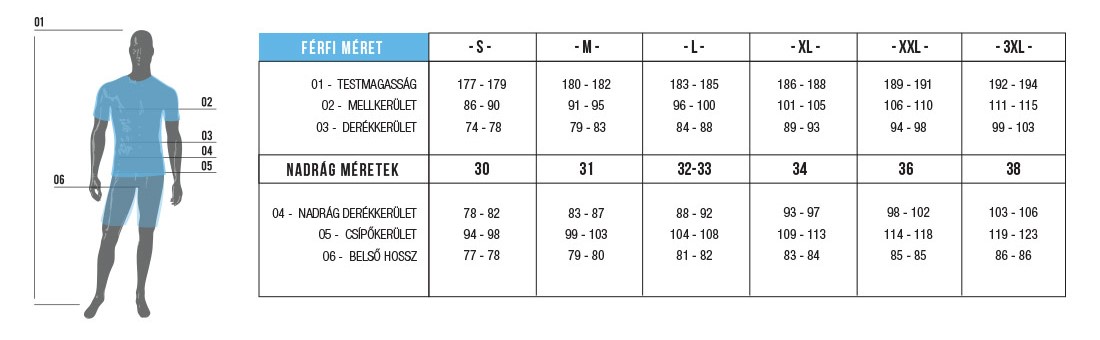 01
02
03
04
05
06
FÉRFI MÉRET - S - - M - - L - - XL - - XXL - - 3XL -
01 - TESTMAGASSÁG 177 - 179 180 - 182 183 - 185 186 - 188 189 - 191 192 - 194
02 - MELLKERÜLET 86 - 90 91 - 95 96 - 100 101 - 105 106 - 110 111 - 115
03 - DERÉKKERÜLET 74 - 78 79 - 83 84 - 88 89 - 93 94 - 98 99 - 103
NADRÁG MÉRETEK 30 31 32-33 34 36 38
04 - NADRÁG DERÉKKERÜLET 78 - 82 83 - 87 88 - 92 93 - 97 98 - 102 103 - 106
05 - CSÍPŐKERÜLET 94 - 98 99 - 103 104 - 108 109 - 113 114 - 118 119 - 123
06 - BELSŐ HOSSZ 77 - 78 79 - 80 81 - 82 83 - 84 85 - 85 86 - 86